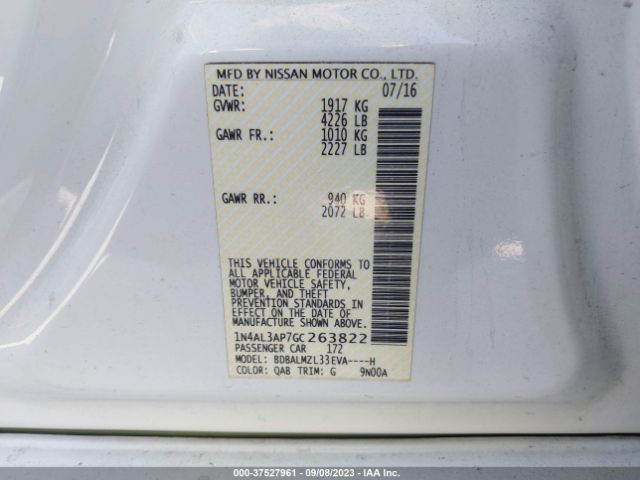 MFD BY NISSAN MOTOR CO., LTD.
DATE: 07/16
GVWR: 1917 KG
4226 LB
GAWR FR.: 1010 KG
2227 LB
GAWR RR.: 940 KG
2072 LB
THIS VEHICLE CONFORMS TO
ALL APPLICABLE FEDERAL
MOTOR VEHICLE SAFETY,
BUMPER, AND THEFT
PREVENTION STANDARDS IN
EFFECT ON THE DATE OF
MANUFACTURE SHOWN ABOVE.
1N4AL3AP7GC263822
PASSENGER CAR 172
MODEL: BDBALMZL33EVA----H
COLOR: QAB TRIM: G 9N00A
000-37527961 | 09/08/2023 | IAA Inc.